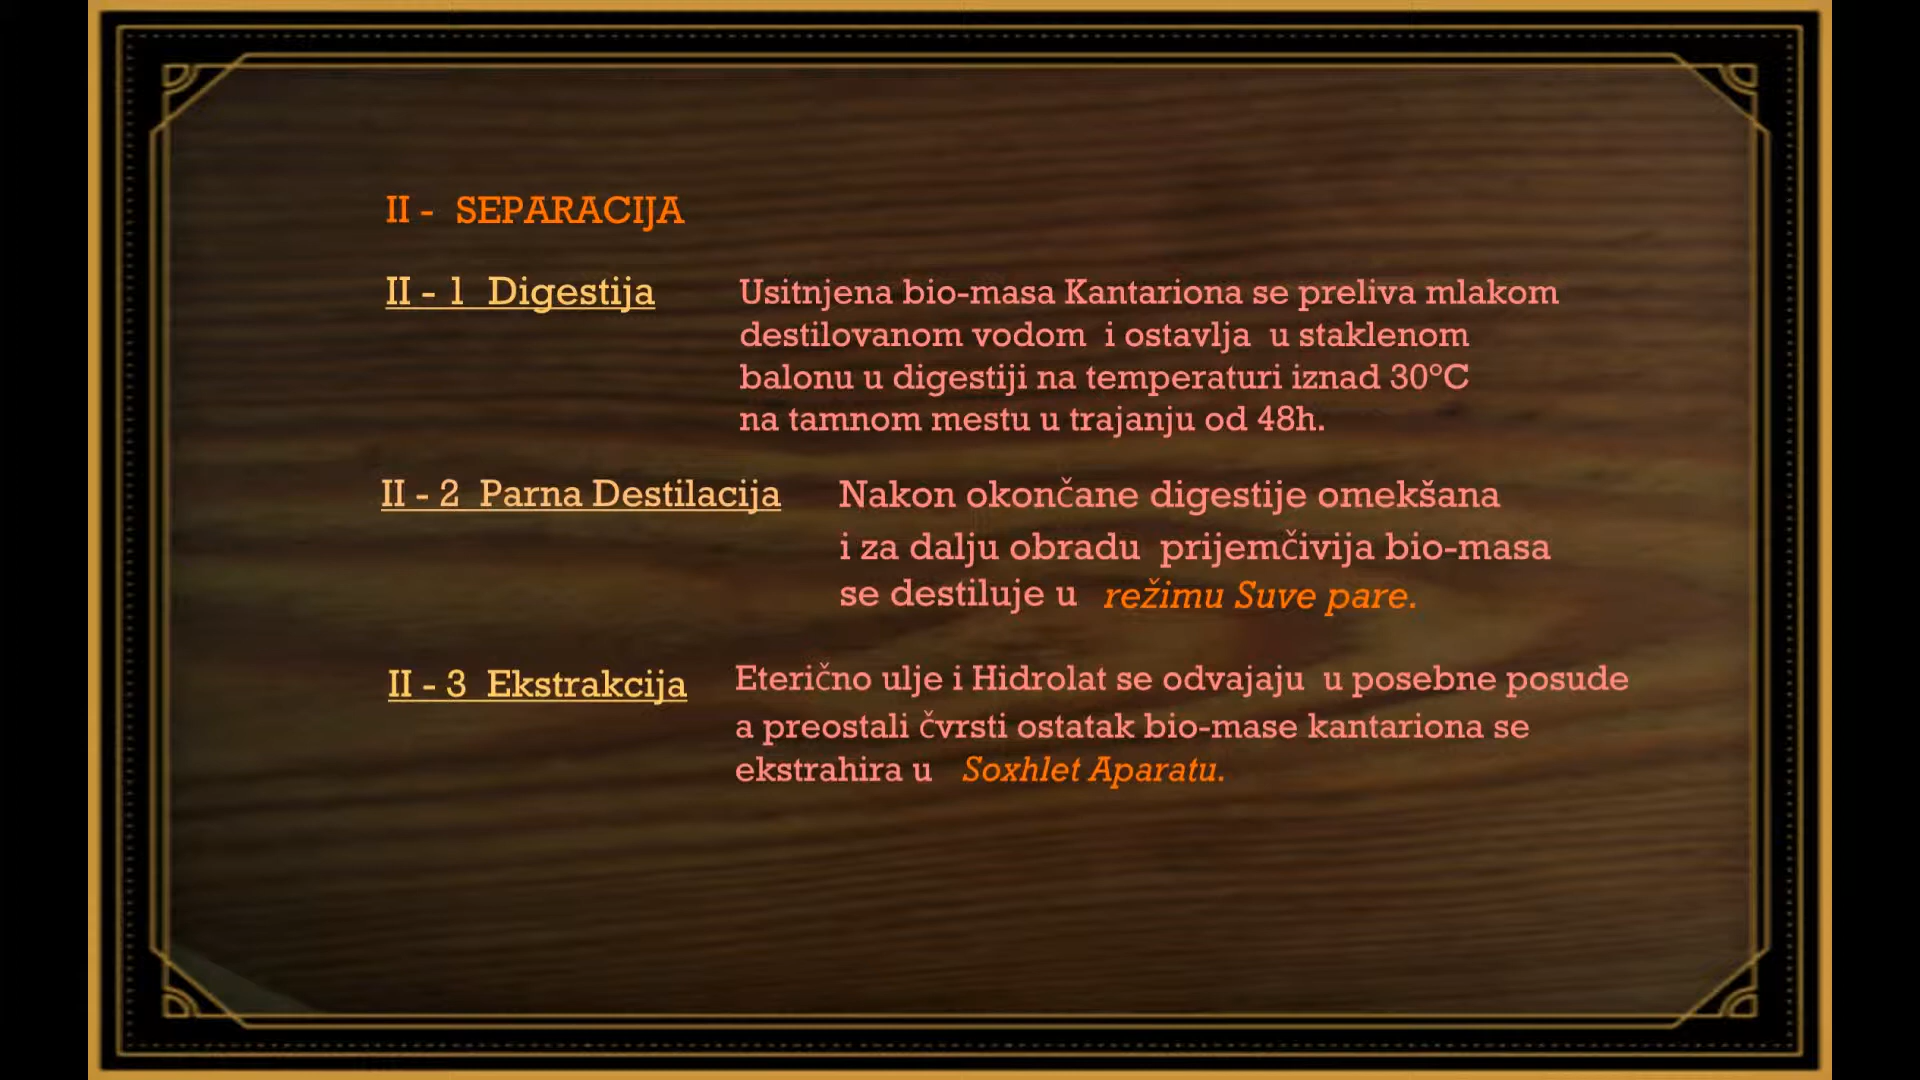 II - SEPARACIJA
II - 1 Digestija
Usitnjena bio-masa Kantariona se preliva mlakom
destilovanom vodom i ostavlja u staklenom
balonu u digestiji na temperaturi iznad 30°C
na tamnom mestu u trajanju od 48h.
II - 2 Parna Destilacija
Nakon okončane digestije omekšana
i za dalju obradu prijemčivija bio-masa
se destiluje u režimu Suve pare.
II - 3 Ekstrakcija
Eterično ulje i Hidrolat se odvajaju u posebne posude
a preostali čvrsti ostatak bio-mase kantariona se
ekstrahira u Soxhlet Aparatu.